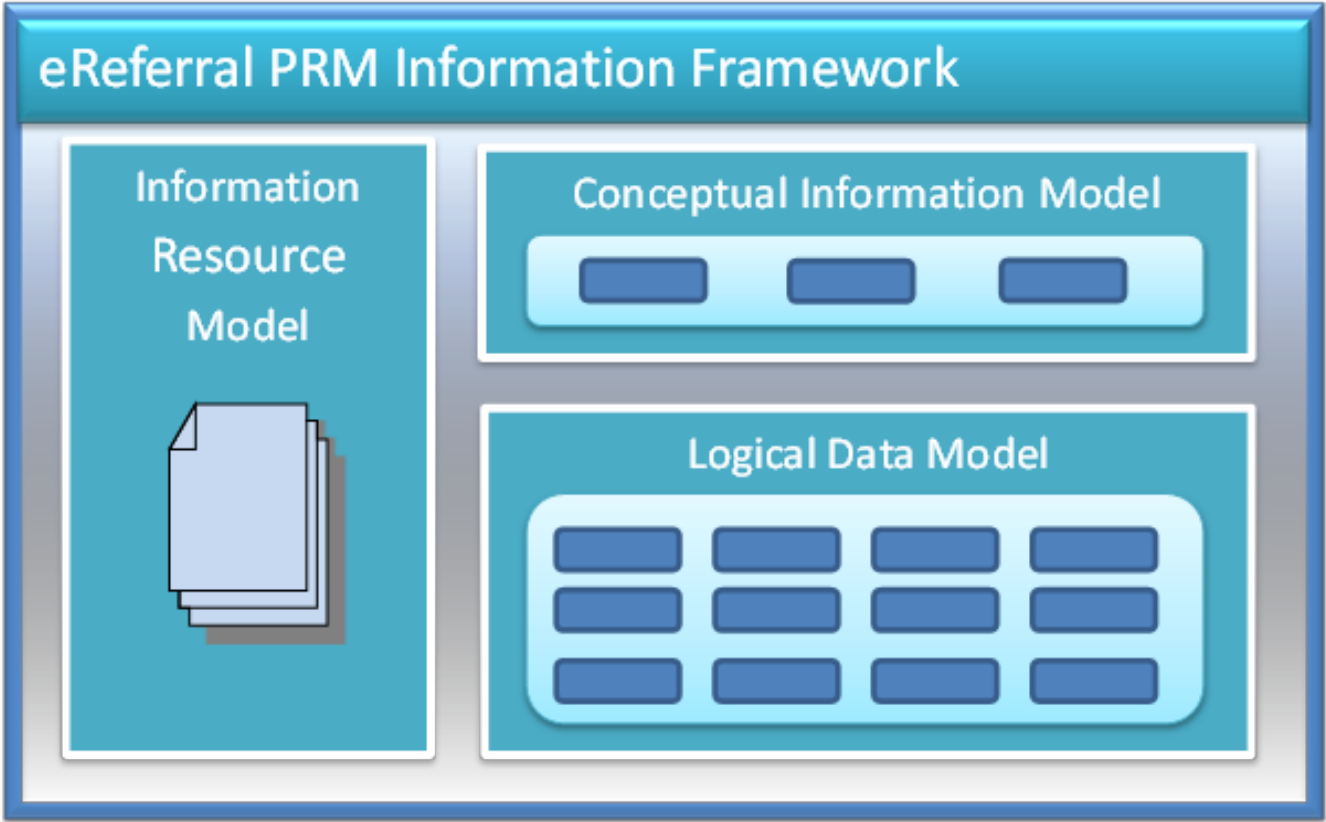 eReferral PRM Information Framework
Information
Resource
Model
Conceptual Information Model
Logical Data Model